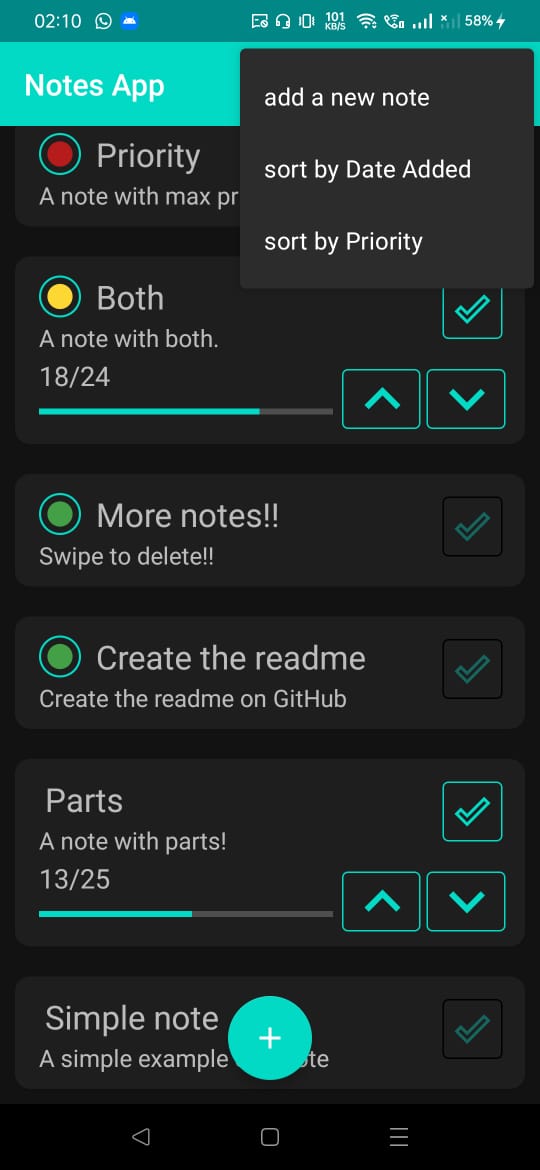 02:10 101 KB/S 58%
Notes App
add a new note
sort by Date Added
sort by Priority
Priority
A note with max pr
Both
A note with both.
18/24
More notes!!
Swipe to delete!!
Create the readme
Create the readme on GitHub
Parts
A note with parts!
13/25
Simple note
A simple example te